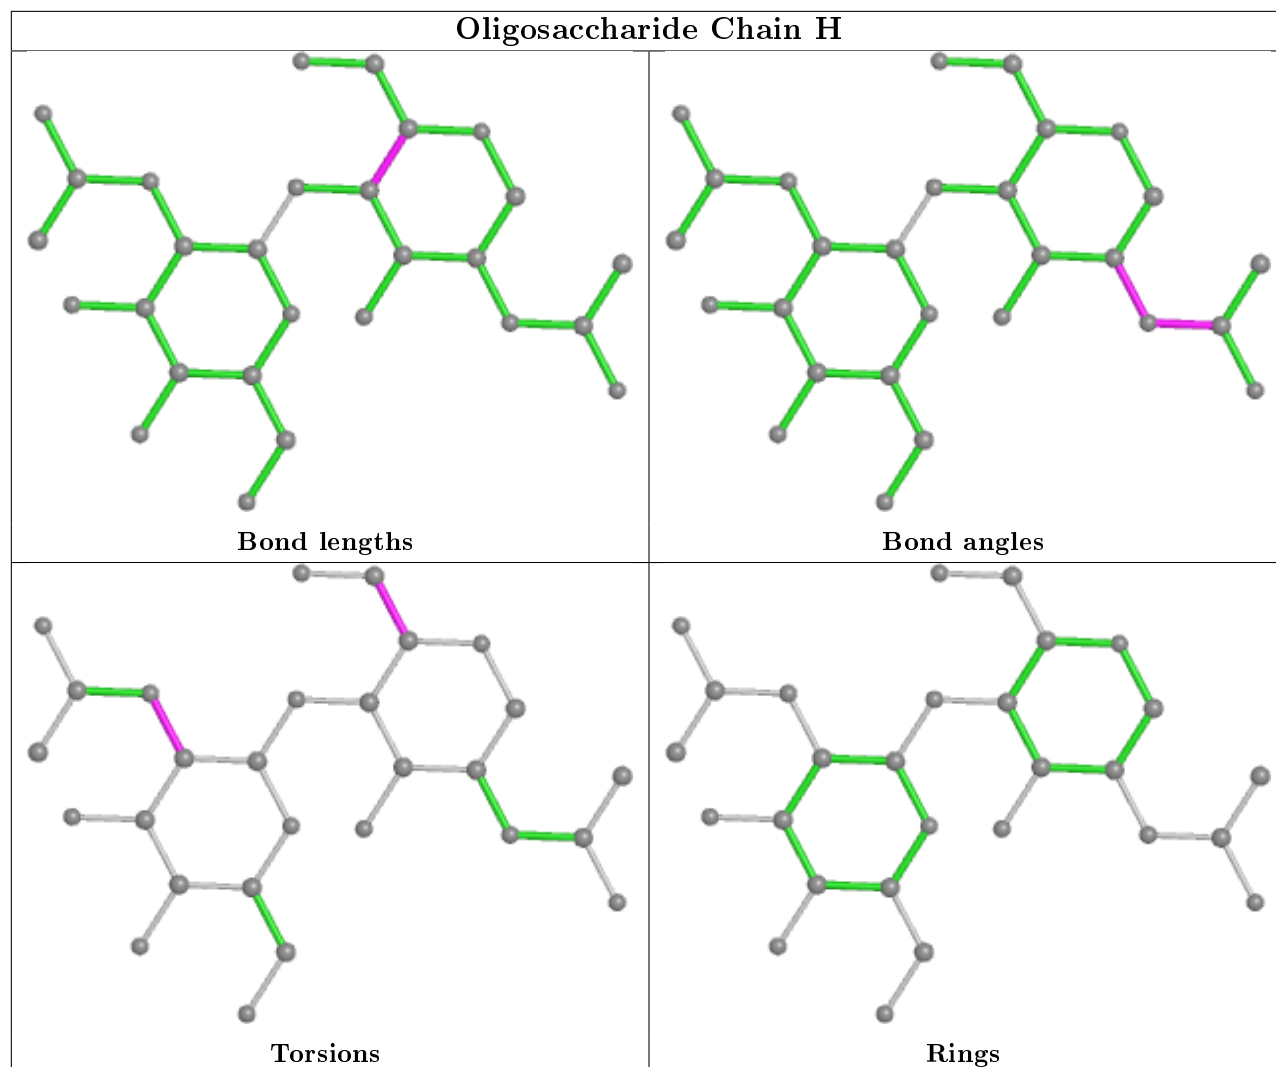 Oligosaccharide Chain H
Bond lengths
Bond angles
Torsions
Rings